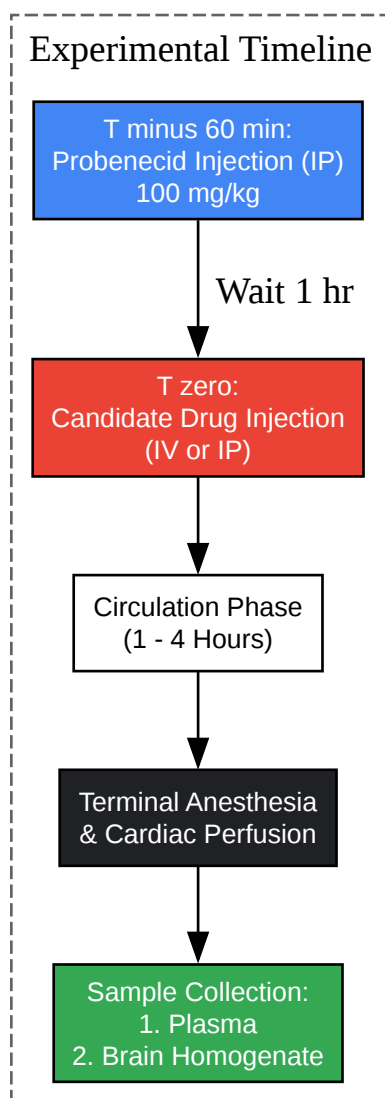 Experimental Timeline
T minus 60 min:
Probenecid Injection (IP)
100 mg/kg
Wait 1 hr
T zero:
Candidate Drug Injection
(IV or IP)
Circulation Phase
(1 - 4 Hours)
Terminal Anesthesia
& Cardiac Perfusion
Sample Collection:
1. Plasma
2. Brain Homogenate